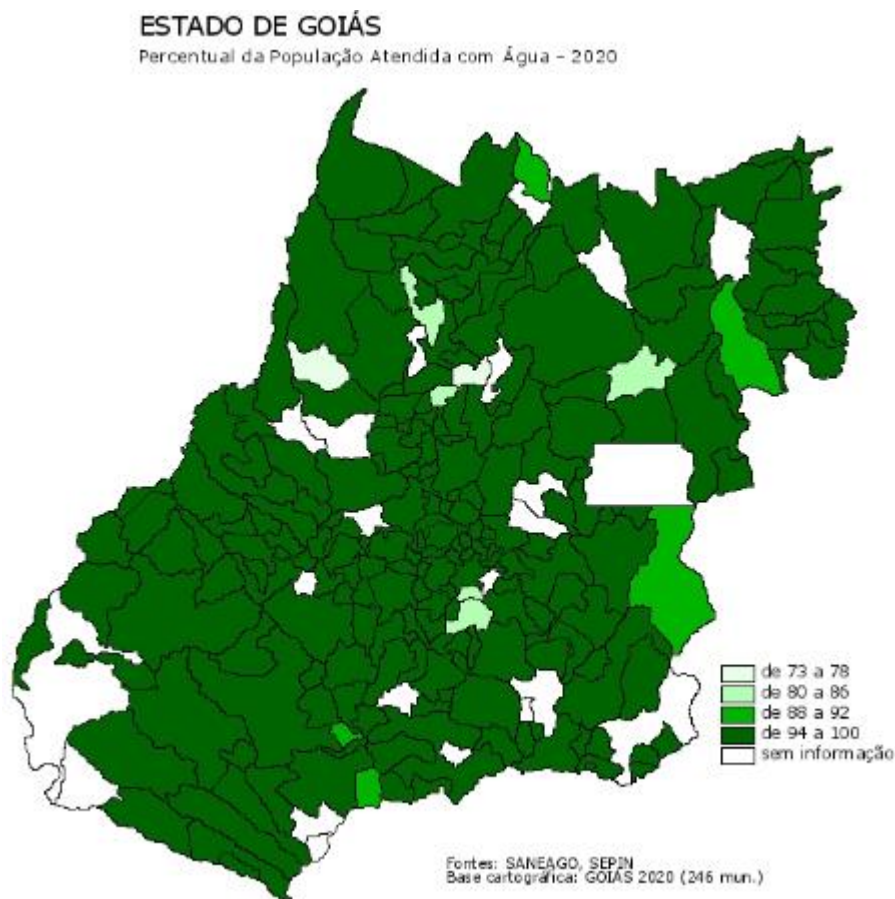 ESTADO DE GOIÁS
Percentual da População Atendida com Água - 2020
de 73 a 78
de 80 a 86
de 88 a 92
de 94 a 100
sem informação
Fontes: SANEAGO, SEPIN
Base cartográfica: GOIÁS 2020 (246 mun.)